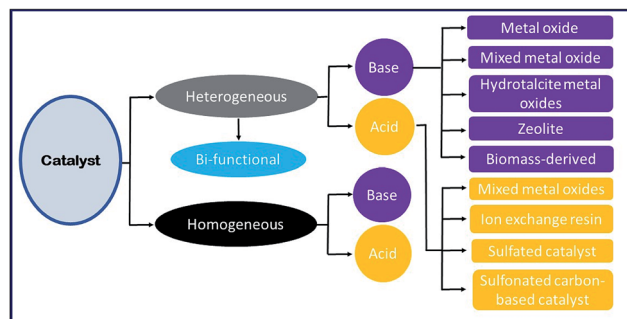 Catalyst
Heterogeneous
Bi-functional
Homogeneous
Base
Acid
Base
Acid
Metal oxide
Mixed metal oxide
Hydrotalcite metal
oxides
Zeolite
Biomass-derived
Mixed metal oxides
Ion exchange resin
Sulfated catalyst
Sulfonated carbon-
based catalyst